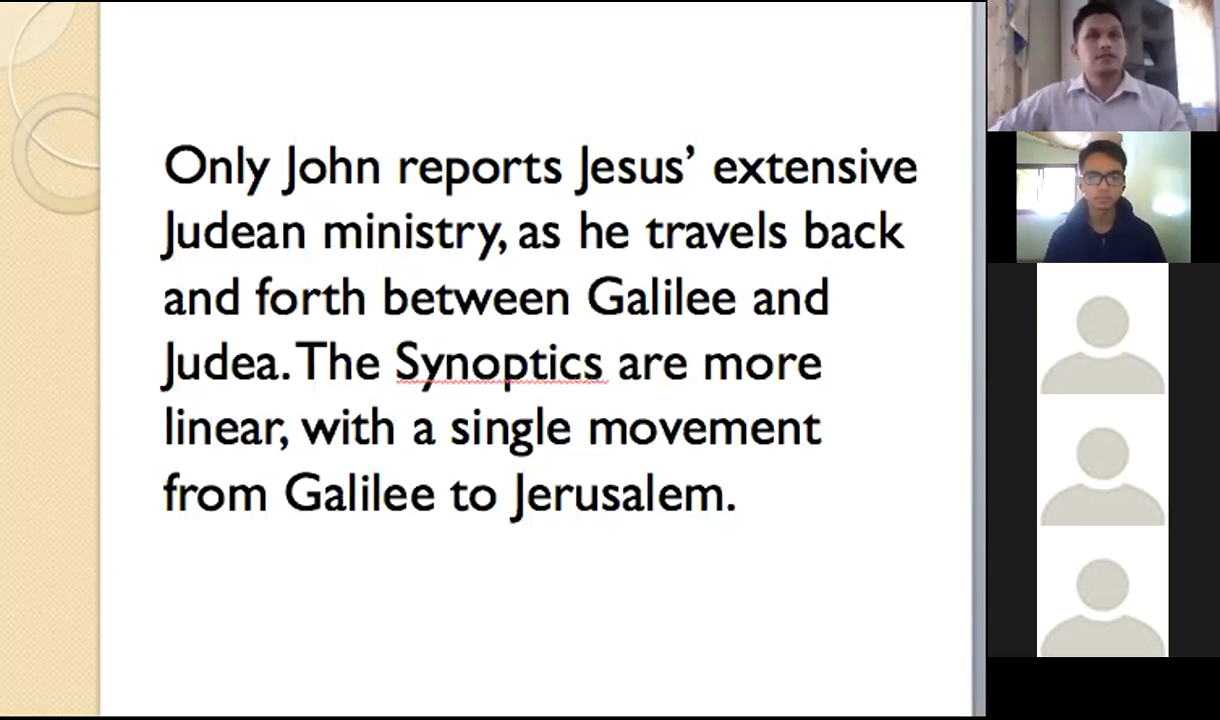 Only John reports Jesus’ extensive
Judean ministry, as he travels back
and forth between Galilee and
Judea. The Synoptics are more
linear, with a single movement
from Galilee to Jerusalem.